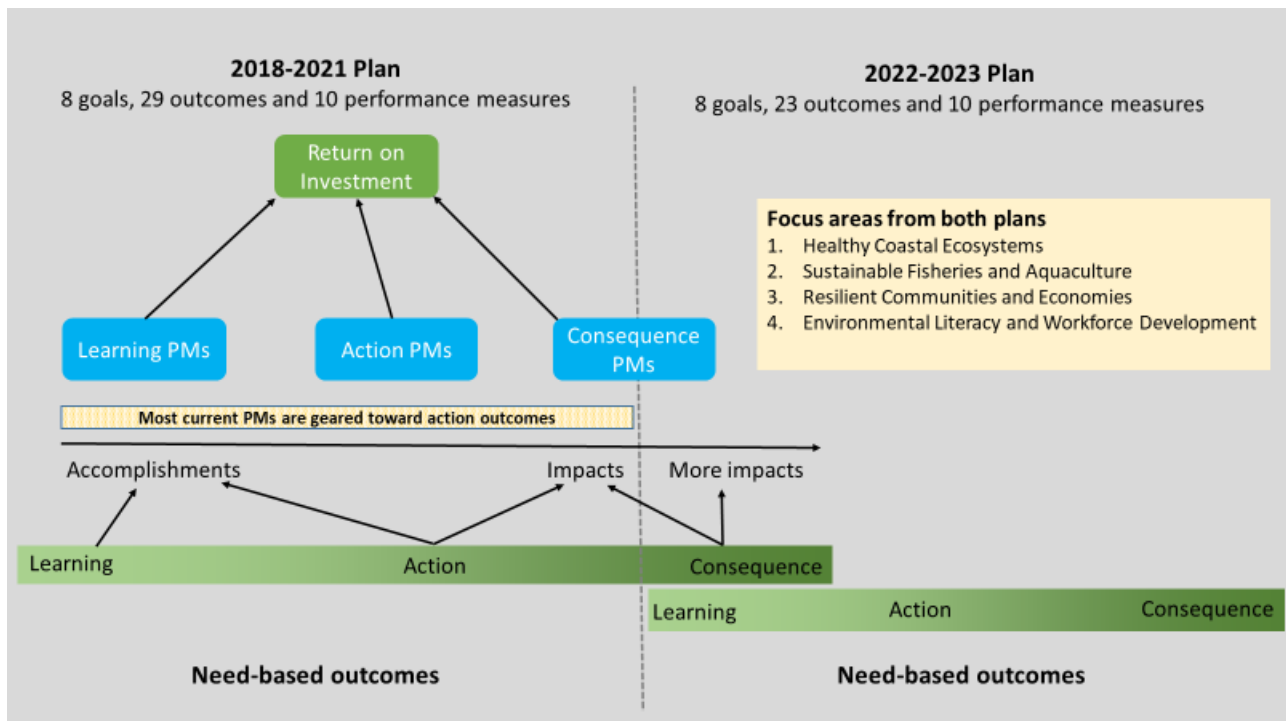 2018-2021 Plan
8 goals, 29 outcomes and 10 performance measures
Return on
Investment
Learning PMs
Action PMs
Consequence
PMs
Most current PMs are geared toward action outcomes
Accomplishments
Impacts
More impacts
Learning
Action
Consequence
Need-based outcomes
2022-2023 Plan
8 goals, 23 outcomes and 10 performance measures
Focus areas from both plans
1. Healthy Coastal Ecosystems
2. Sustainable Fisheries and Aquaculture
3. Resilient Communities and Economies
4. Environmental Literacy and Workforce Development
Learning
Action
Consequence
Need-based outcomes